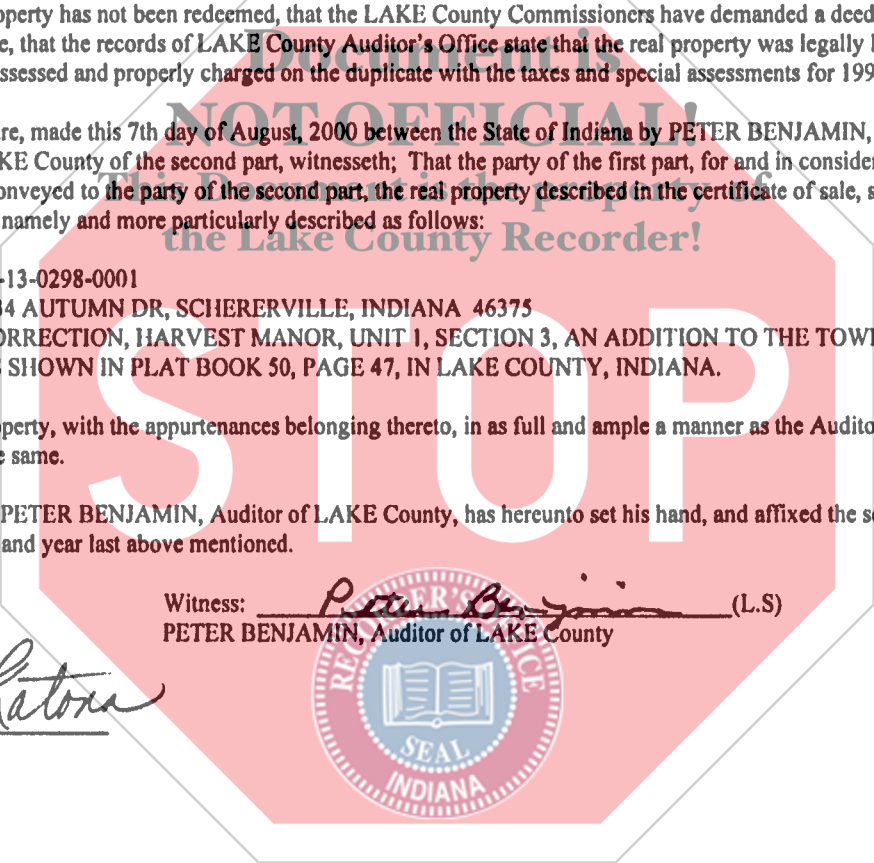 operty has not been redeemed, that the LAKE County Commissioners have demanded a deed
e, that the records of LAKE County Auditor's Office state that the real property was legally l
ssessed and properly charged on the duplicate with the taxes and special assessments for 199
Document is
NOT OFFICIAL!
This Document is the property of
the Lake County Recorder!
re, made this 7th day of August, 2000 between the State of Indiana by PETER BENJAMIN,
KE County of the second part, witnesseth; That the party of the first part, for and in consider
onveyed to the party of the second part, the real property described in the certificate of sale, s
namely and more particularly described as follows:
-13-0298-0001
34 AUTUMN DR, SCHERERVILLE, INDIANA 46375
ORRECTION, HARVEST MANOR, UNIT 1, SECTION 3, AN ADDITION TO THE TOW
S SHOWN IN PLAT BOOK 50, PAGE 47, IN LAKE COUNTY, INDIANA.
STOP
operty, with the appurtenances belonging thereto, in as full and ample a manner as the Audito
e same.
PETER BENJAMIN, Auditor of LAKE County, has hereunto set his hand, and affixed the se
and year last above mentioned.
Witness: Peter Benjamin (L.S)
PETER BENJAMIN, Auditor of LAKE County
Katona
RECORDER'S OFFICE
SEAL
INDIANA